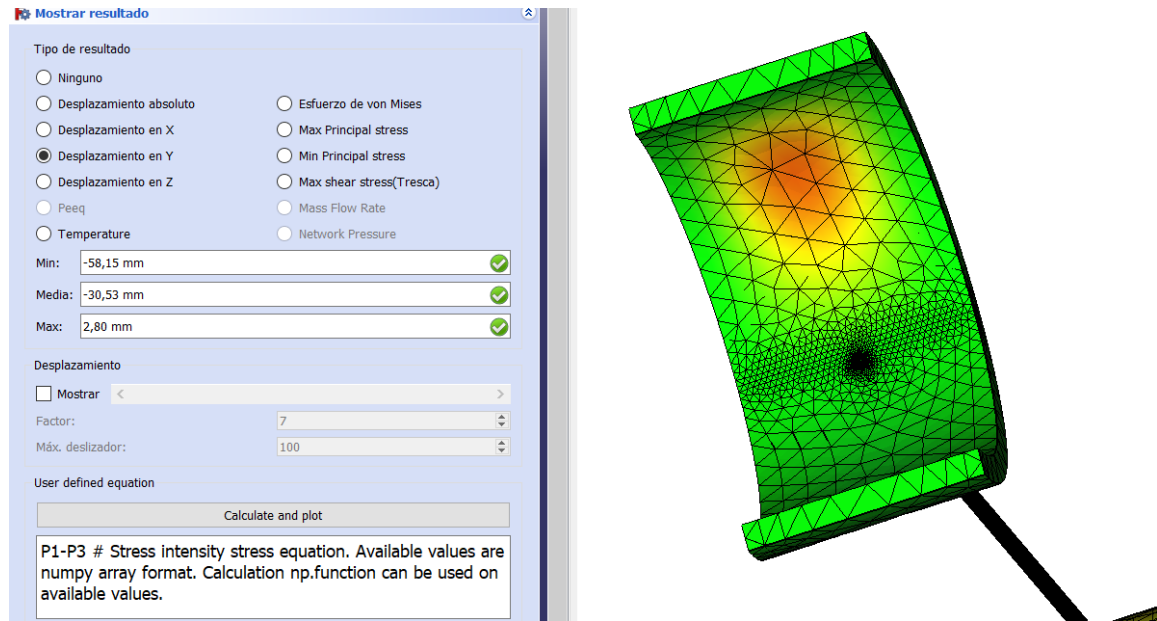 Mostrar resultado
Tipo de resultado
Ninguno
Desplazamiento absoluto
Esfuerzo de von Mises
Desplazamiento en X
Max Principal stress
Desplazamiento en Y
Min Principal stress
Desplazamiento en Z
Max shear stress(Tresca)
Peeq
Mass Flow Rate
Temperature
Network Pressure
Min: -58,15 mm
Media: -30,53 mm
Max: 2,80 mm
Desplazamiento
Mostrar
Factor: 7
Máx. deslizador: 100
User defined equation
Calculate and plot
P1-P3 # Stress intensity stress equation. Available values are
numpy array format. Calculation np.function can be used on
available values.